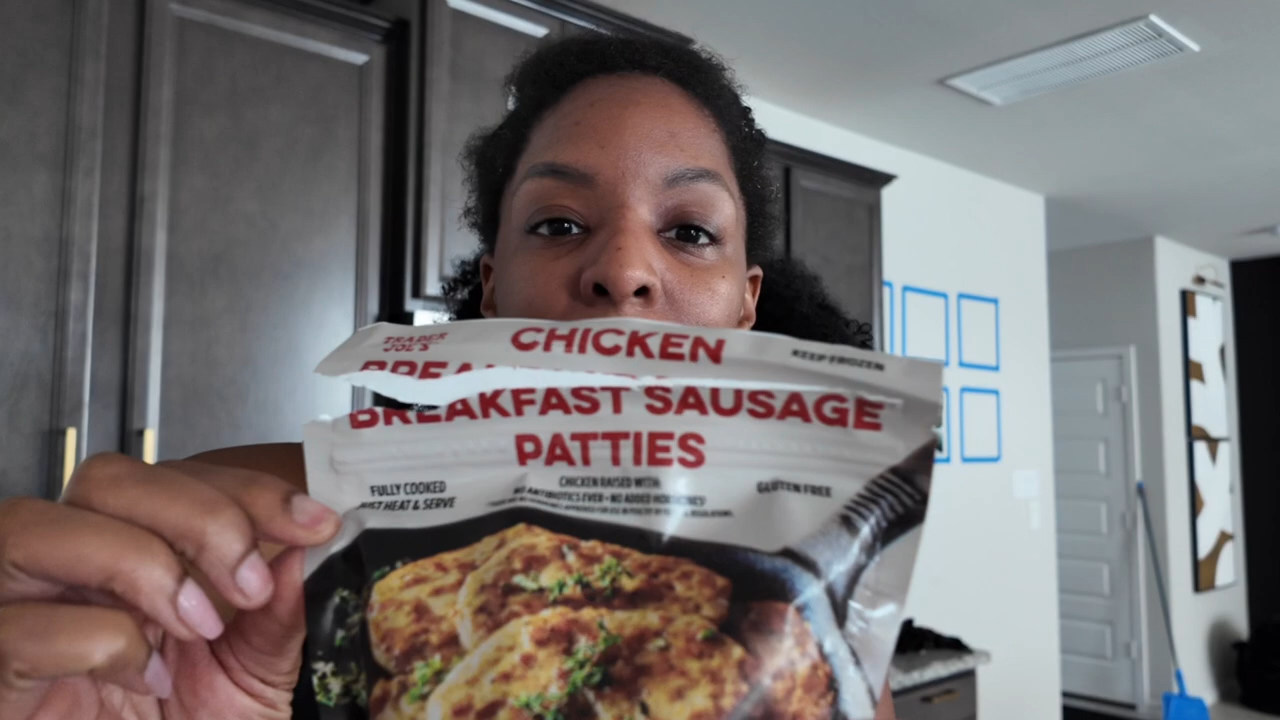 TRADER
JOE'S
CHICKEN
KEEP FROZEN
BREAKFAST SAUSAGE
PATTIES
FULLY COOKED
JUST HEAT & SERVE
CHICKEN RAISED WITH:
NO ANTIBIOTICS EVER • NO ADDED HORMONES*
GLUTEN FREE